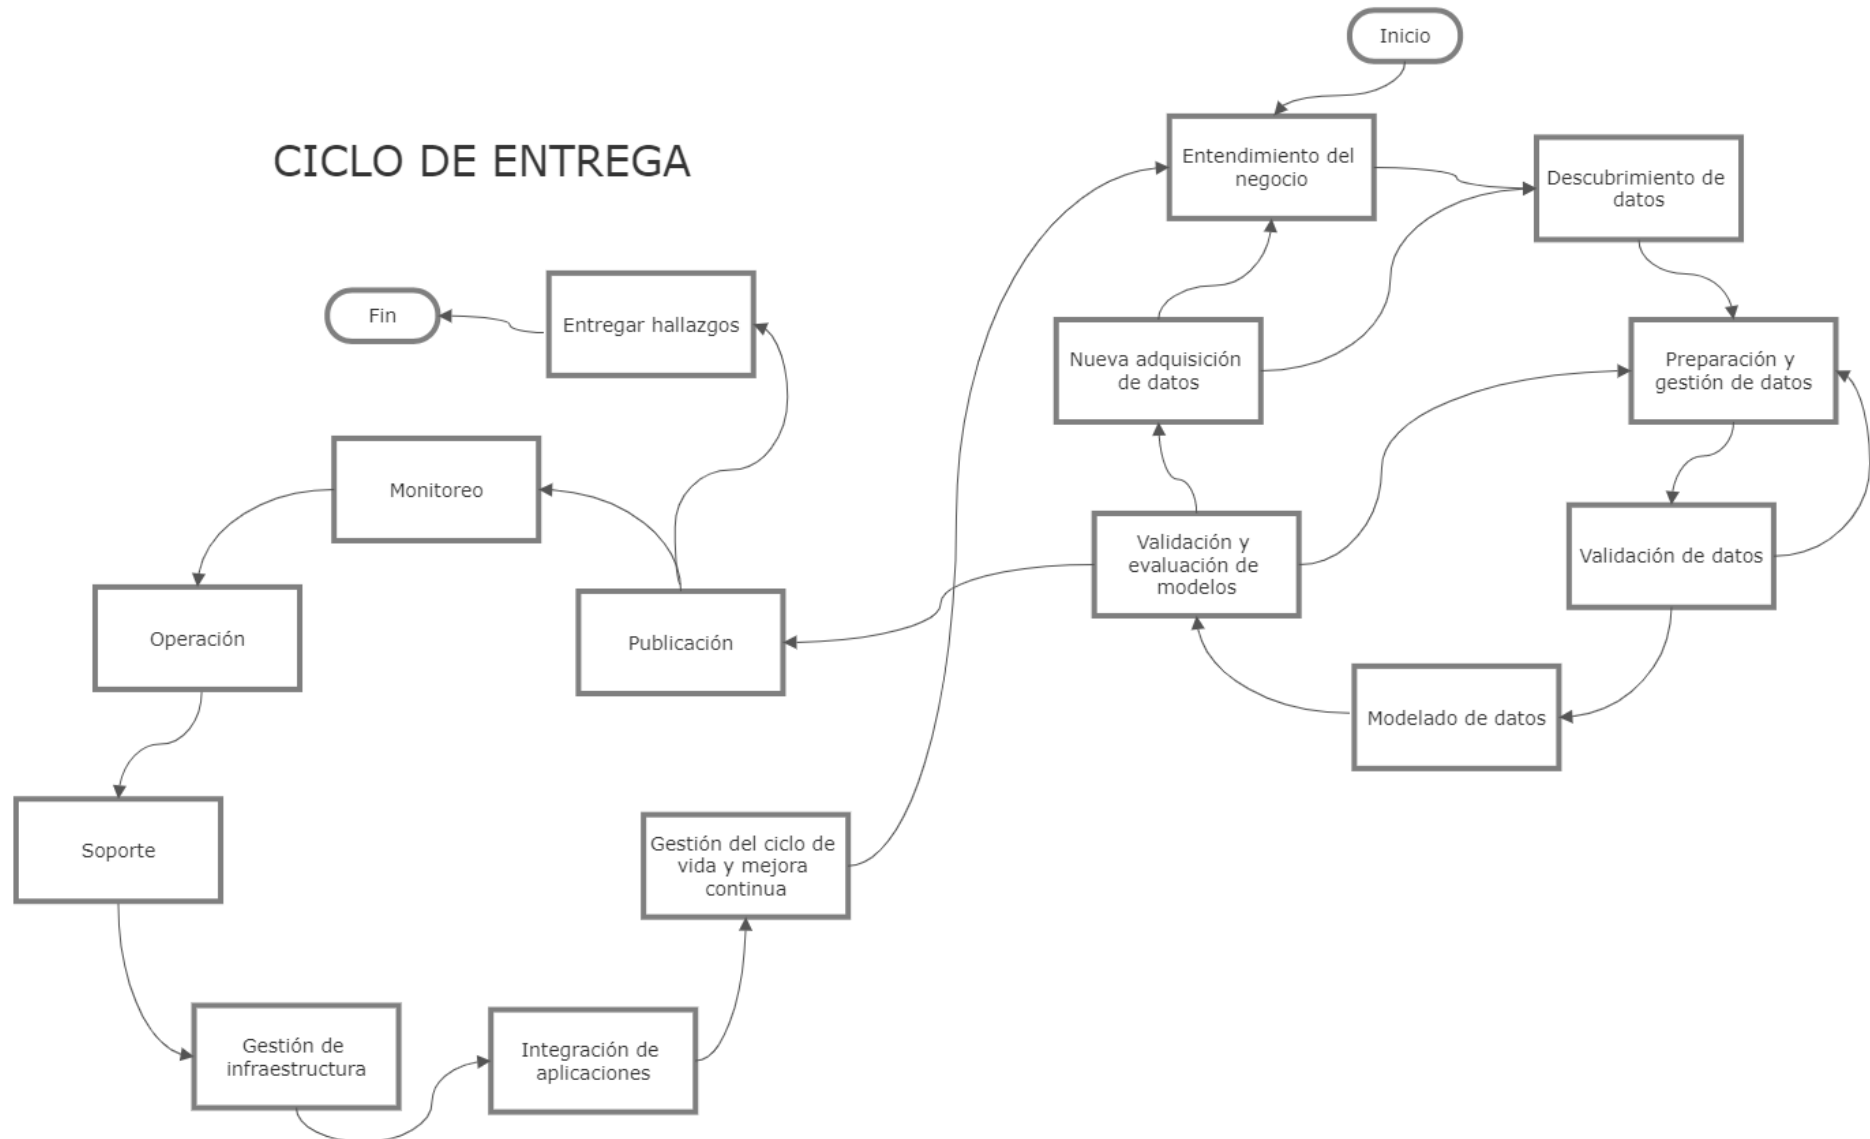 Inicio
CICLO DE ENTREGA
Entendimiento del
negocio
Descubrimiento de
datos
Fin
Entregar hallazgos
Nueva adquisición
de datos
Preparación y
gestión de datos
Monitoreo
Validación y
evaluación de
modelos
Validación de datos
Operación
Publicación
Modelado de datos
Soporte
Gestión del ciclo de
vida y mejora
continua
Gestión de
infraestructura
Integración de
aplicaciones